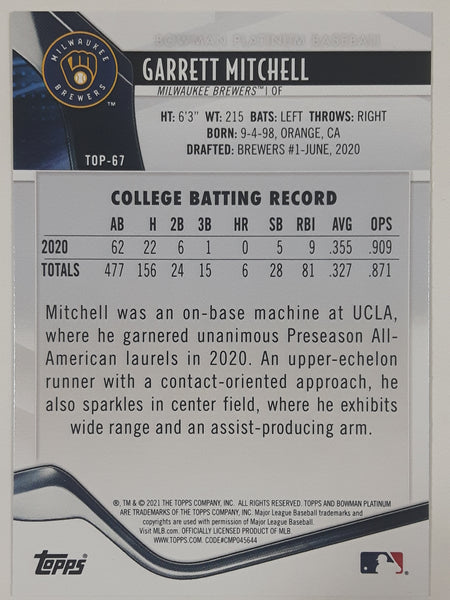 BOWMAN PLATINUM BASEBALL
MILWAUKEE BREWERS ™
GARRETT MITCHELL
MILWAUKEE BREWERS™ | OF
HT: 6'3" WT: 215 BATS: LEFT THROWS: RIGHT
BORN: 9-4-98, ORANGE, CA
DRAFTED: BREWERS #1-JUNE, 2020
TOP-67
COLLEGE BATTING RECORD
AB H 2B 3B HR SB RBI AVG OPS
2020 62 22 6 1 0 5 9 .355 .909
TOTALS 477 156 24 15 6 28 81 .327 .871
Mitchell was an on-base machine at UCLA,
where he garnered unanimous Preseason All-
American laurels in 2020. An upper-echelon
runner with a contact-oriented approach, he
also sparkles in center field, where he exhibits
wide range and an assist-producing arm.
®, TM & © 2021 THE TOPPS COMPANY, INC. ALL RIGHTS RESERVED. TOPPS AND BOWMAN PLATINUM
ARE TRADEMARKS OF THE TOPPS COMPANY, INC. Major League Baseball trademarks and
copyrights are used with permission of Major League Baseball.
Visit MLB.com. OFFICIALLY LICENSED PRODUCT OF MLB.
WWW.TOPPS.COM CODE#CMP045644
TOPPS